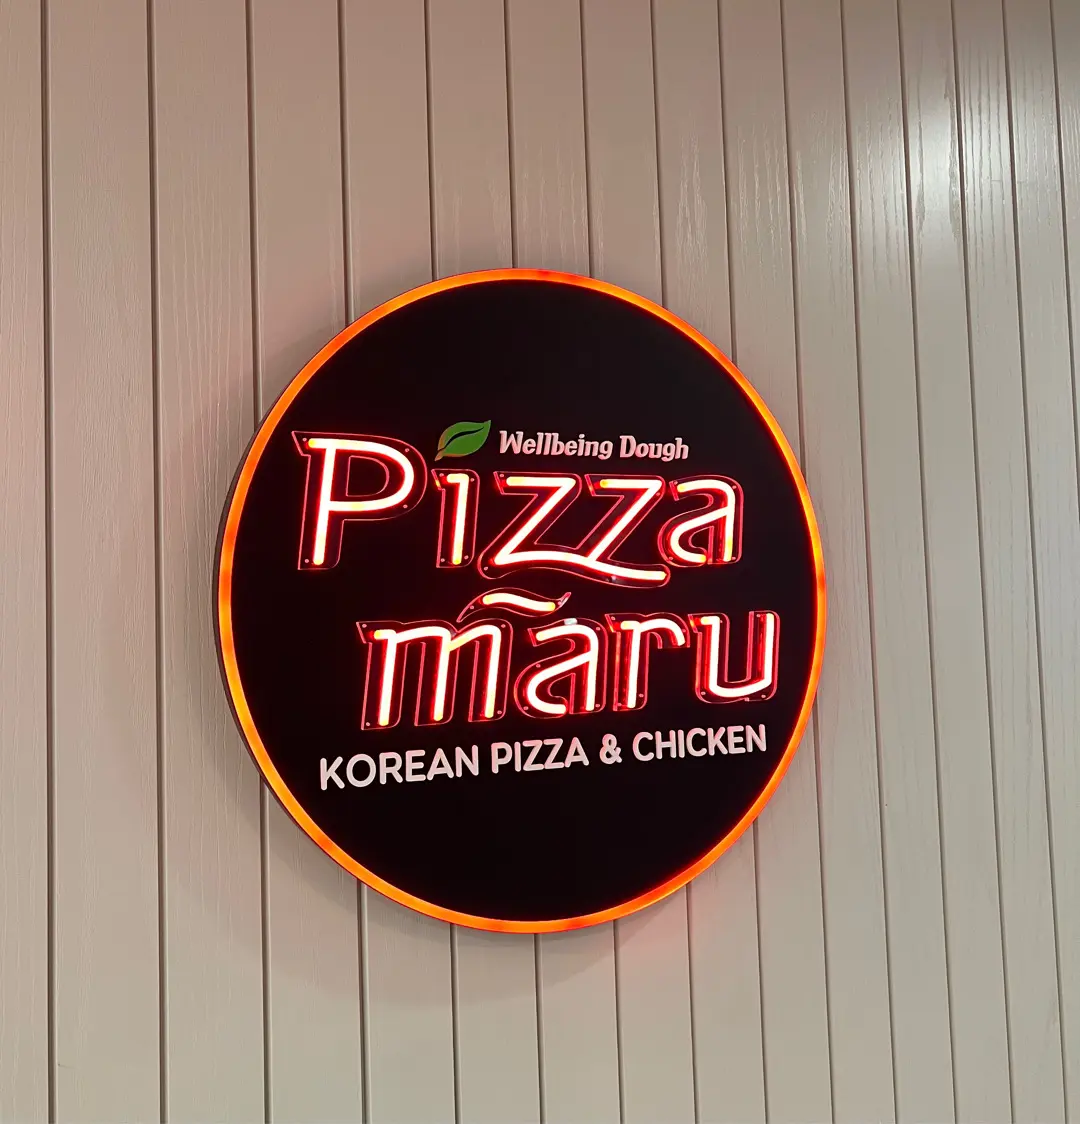 Wellbeing Dough
Pizza
mãru
KOREAN PIZZA & CHICKEN